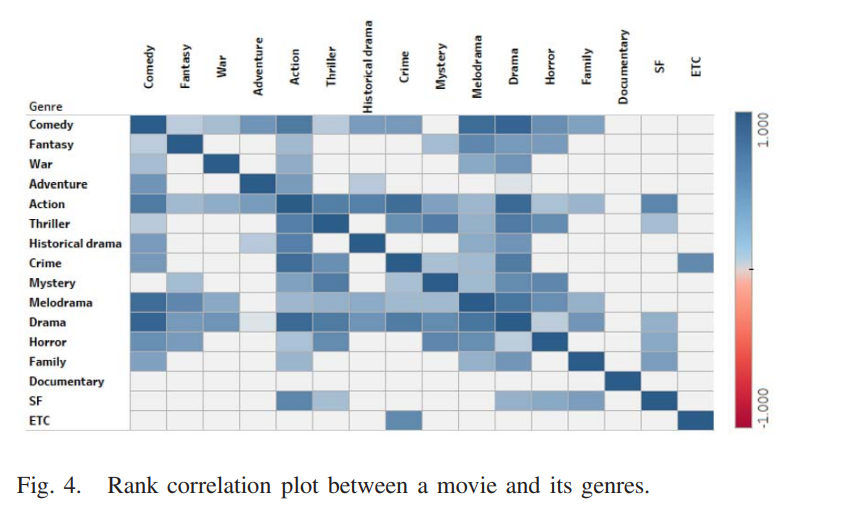 Comedy
Fantasy
War
Adventure
Action
Thriller
Historical drama
Crime
Mystery
Melodrama
Drama
Horror
Family
Documentary
SF
ETC
Genre
Comedy
Fantasy
War
Adventure
Action
Thriller
Historical drama
Crime
Mystery
Melodrama
Drama
Horror
Family
Documentary
SF
ETC
1.000
-1.000
Fig. 4. Rank correlation plot between a movie and its genres.